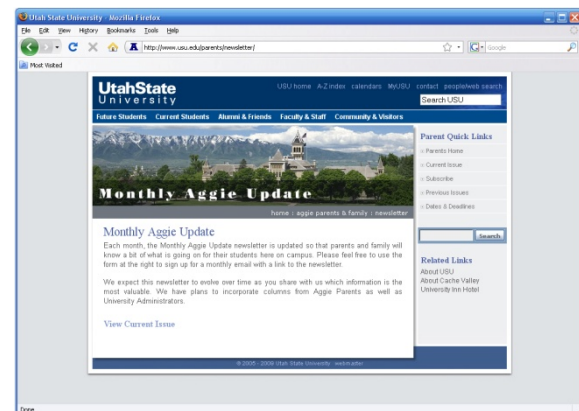 Utah State University - Mozilla Firefox
File Edit View History Bookmarks Tools Help
http://www.usu.edu/parents/newsletter/
Google
Most Visited
UtahState
University
USU home A-Z index calendars MyUSU contact people/web search
Search USU
Future Students Current Students Alumni & Friends Faculty & Staff Community & Visitors
Monthly Aggie Update
home : aggie parents & family : newsletter
Monthly Aggie Update
Each month, the Monthly Aggie Update newsletter is updated so that parents and family will
know a bit of what is going on for their students here on campus. Please feel free to use the
form at the right to sign up for a monthly email with a link to the newsletter.
We expect this newsletter to evolve over time as you share with us which information is the
most valuable. We have plans to incorporate columns from Aggie Parents as well as
University Administrators.
View Current Issue
Parent Quick Links
Parents Home
Current Issue
Subscribe
Previous Issues
Dates & Deadlines
Search
Related Links
About USU
About Cache Valley
University Inn Hotel
Utah State University : webmaster
Done